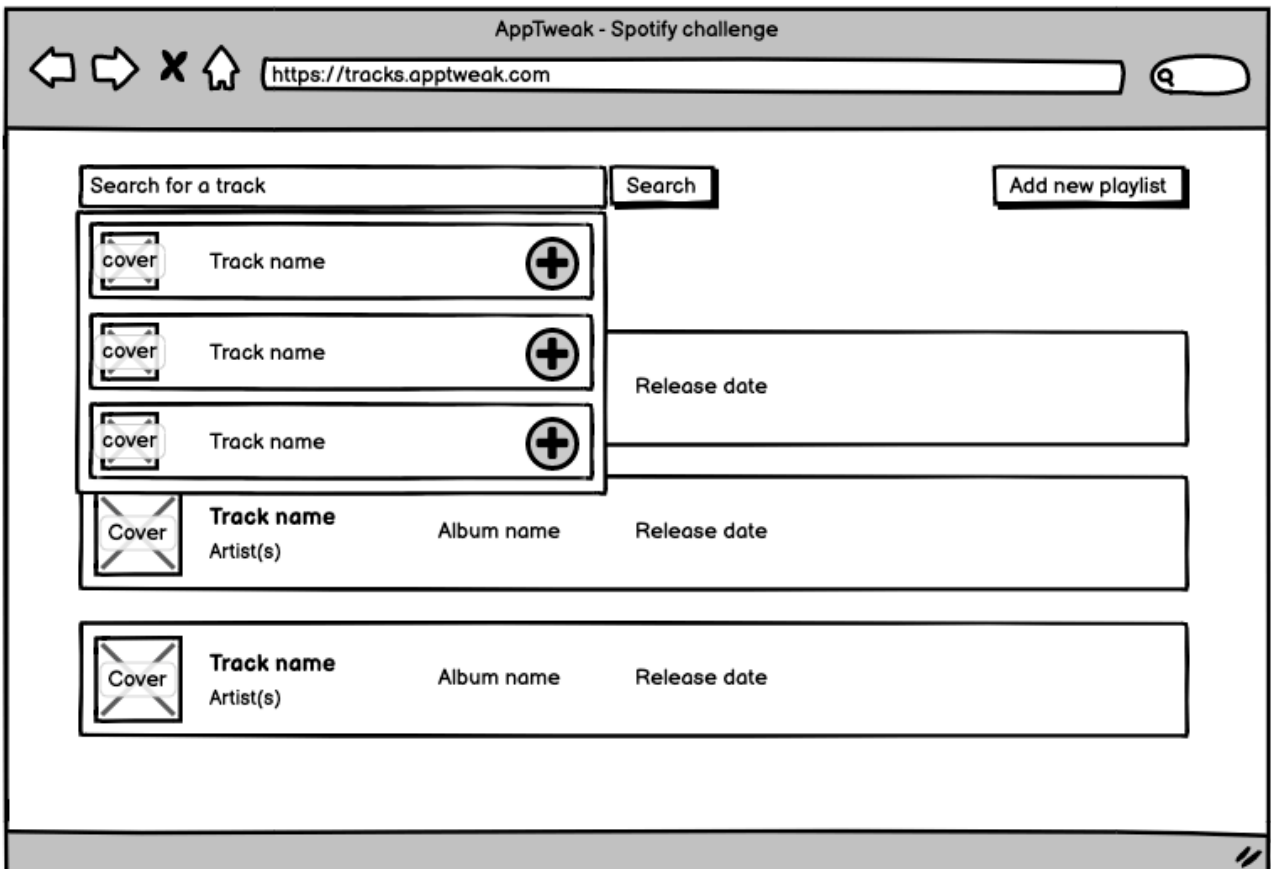 AppTweak - Spotify challenge
https://tracks.apptweak.com
Search for a track
Search
Add new playlist
cover
Track name
cover
Track name
Release date
cover
Track name
Cover
Track name
Artist(s)
Album name
Release date
Cover
Track name
Artist(s)
Album name
Release date